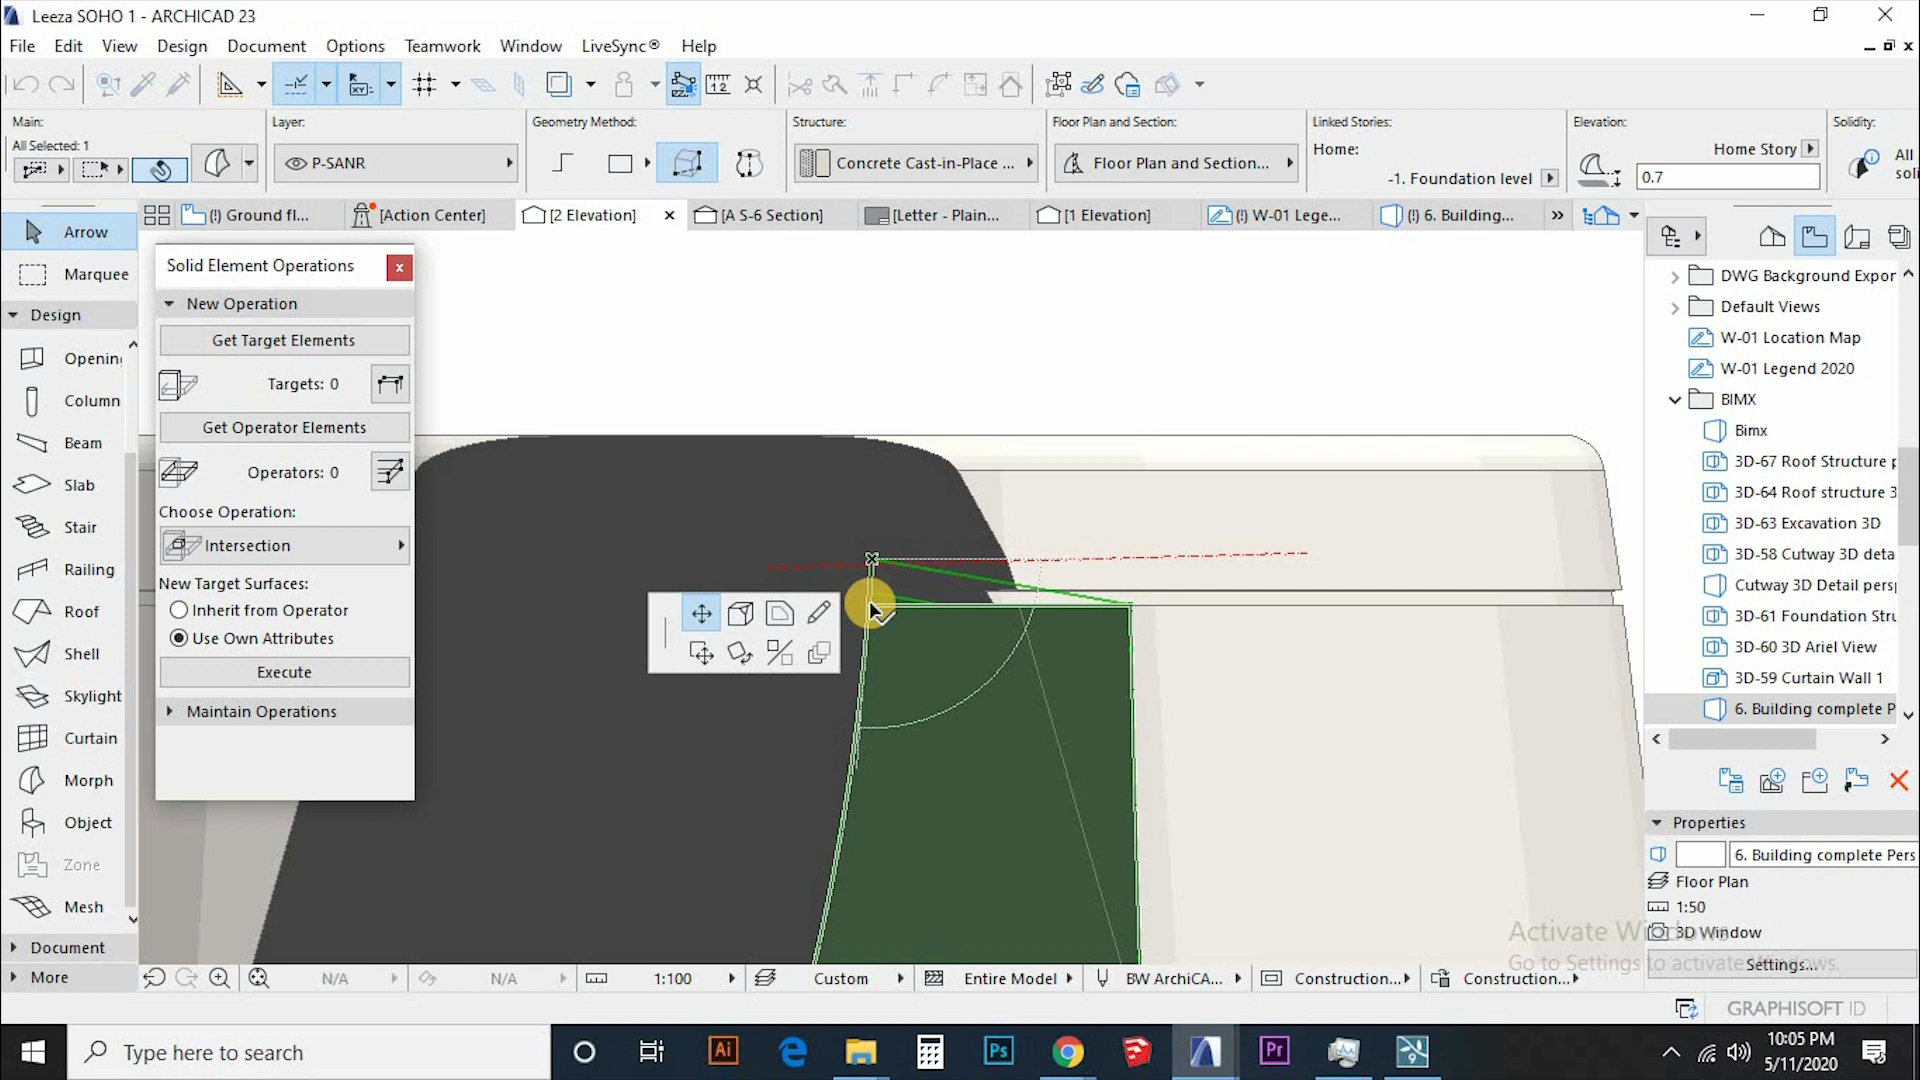 Leeza SOHO 1 - ARCHICAD 23
File Edit View Design Document Options Teamwork Window LiveSync® Help
12
Main:
All Selected: 1
Layer:
P-SANR
Geometry Method:
Structure:
Concrete Cast-in-Place ...
Floor Plan and Section:
Floor Plan and Section...
Linked Stories:
Home:
-1. Foundation level
Elevation:
Home Story
0.7
Solidity:
All
soli
(!) Ground fl...
[Action Center]
[2 Elevation]
[A S-6 Section]
[Letter - Plain...
[1 Elevation]
(!) W-01 Lege...
(!) 6. Building...
Arrow
Marquee
Design
Opening
Column
Beam
Slab
Stair
Railing
Roof
Wall
Shell
Skylight
Curtain
Morph
Object
Zone
Mesh
Document
More
Solid Element Operations
New Operation
Get Target Elements
Targets: 0
Get Operator Elements
Operators: 0
Choose Operation:
Intersection
New Target Surfaces:
Inherit from Operator
Use Own Attributes
Execute
Maintain Operations
DWG Background Expor
Default Views
W-01 Location Map
W-01 Legend 2020
BIMX
Bimx
3D-67 Roof Structure p
3D-64 Roof structure 3
3D-63 Excavation 3D
3D-58 Cutway 3D deta
Cutway 3D Detail pers
3D-61 Foundation Stru
3D-60 3D Ariel View
3D-59 Curtain Wall 1
6. Building complete P
Properties
6. Building complete Pers
Floor Plan
1:50
3D Window
Settings...
Activate Windows
Go to Settings to activate Windows.
N/A
N/A
1:100
Custom
Entire Model
BW ArchiCA...
Construction...
Construction...
GRAPHISOFT ID
Type here to search
Ai
Ps
Pr
10:05 PM
5/11/2020